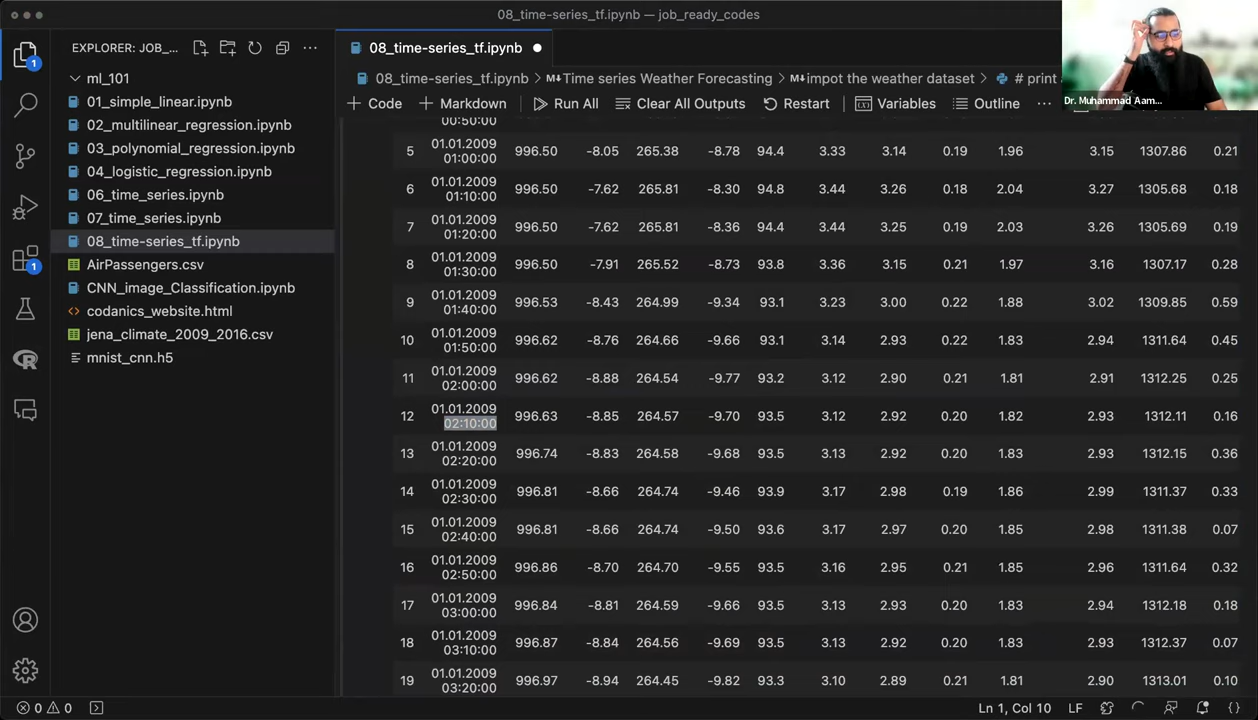 08_time-series_tf.ipynb — job_ready_codes
EXPLORER: JOB_...
ml_101
01_simple_linear.ipynb
02_multilinear_regression.ipynb
03_polynomial_regression.ipynb
04_logistic_regression.ipynb
06_time_series.ipynb
07_time_series.ipynb
08_time-series_tf.ipynb
AirPassengers.csv
CNN_image_Classification.ipynb
codanics_website.html
jena_climate_2009_2016.csv
mnist_cnn.h5
1
1
08_time-series_tf.ipynb
08_time-series_tf.ipynb > M↓Time series Weather Forecasting > M↓impot the weather dataset > # print a
Dr. Muhammad Aam...
+ Code + Markdown Run All Clear All Outputs Restart Variables Outline ...
00:50:00
5 01.01.2009 01:00:00 996.50 -8.05 265.38 -8.78 94.4 3.33 3.14 0.19 1.96 3.15 1307.86 0.21
6 01.01.2009 01:10:00 996.50 -7.62 265.81 -8.30 94.8 3.44 3.26 0.18 2.04 3.27 1305.68 0.18
7 01.01.2009 01:20:00 996.50 -7.62 265.81 -8.36 94.4 3.44 3.25 0.19 2.03 3.26 1305.69 0.19
8 01.01.2009 01:30:00 996.50 -7.91 265.52 -8.73 93.8 3.36 3.15 0.21 1.97 3.16 1307.17 0.28
9 01.01.2009 01:40:00 996.53 -8.43 264.99 -9.34 93.1 3.23 3.00 0.22 1.88 3.02 1309.85 0.59
10 01.01.2009 01:50:00 996.62 -8.76 264.66 -9.66 93.1 3.14 2.93 0.22 1.83 2.94 1311.64 0.45
11 01.01.2009 02:00:00 996.62 -8.88 264.54 -9.77 93.2 3.12 2.90 0.21 1.81 2.91 1312.25 0.25
12 01.01.2009 02:10:00 996.63 -8.85 264.57 -9.70 93.5 3.12 2.92 0.20 1.82 2.93 1312.11 0.16
13 01.01.2009 02:20:00 996.74 -8.83 264.58 -9.68 93.5 3.13 2.92 0.20 1.83 2.93 1312.15 0.36
14 01.01.2009 02:30:00 996.81 -8.66 264.74 -9.46 93.9 3.17 2.98 0.19 1.86 2.99 1311.37 0.33
15 01.01.2009 02:40:00 996.81 -8.66 264.74 -9.50 93.6 3.17 2.97 0.20 1.85 2.98 1311.38 0.07
16 01.01.2009 02:50:00 996.86 -8.70 264.70 -9.55 93.5 3.16 2.95 0.21 1.85 2.96 1311.64 0.32
17 01.01.2009 03:00:00 996.84 -8.81 264.59 -9.66 93.5 3.13 2.93 0.20 1.83 2.94 1312.18 0.18
18 01.01.2009 03:10:00 996.87 -8.84 264.56 -9.69 93.5 3.13 2.92 0.20 1.83 2.93 1312.37 0.07
19 01.01.2009 03:20:00 996.97 -8.94 264.45 -9.82 93.3 3.10 2.89 0.21 1.81 2.90 1313.01 0.10
0 0
Ln 1, Col 10 LF